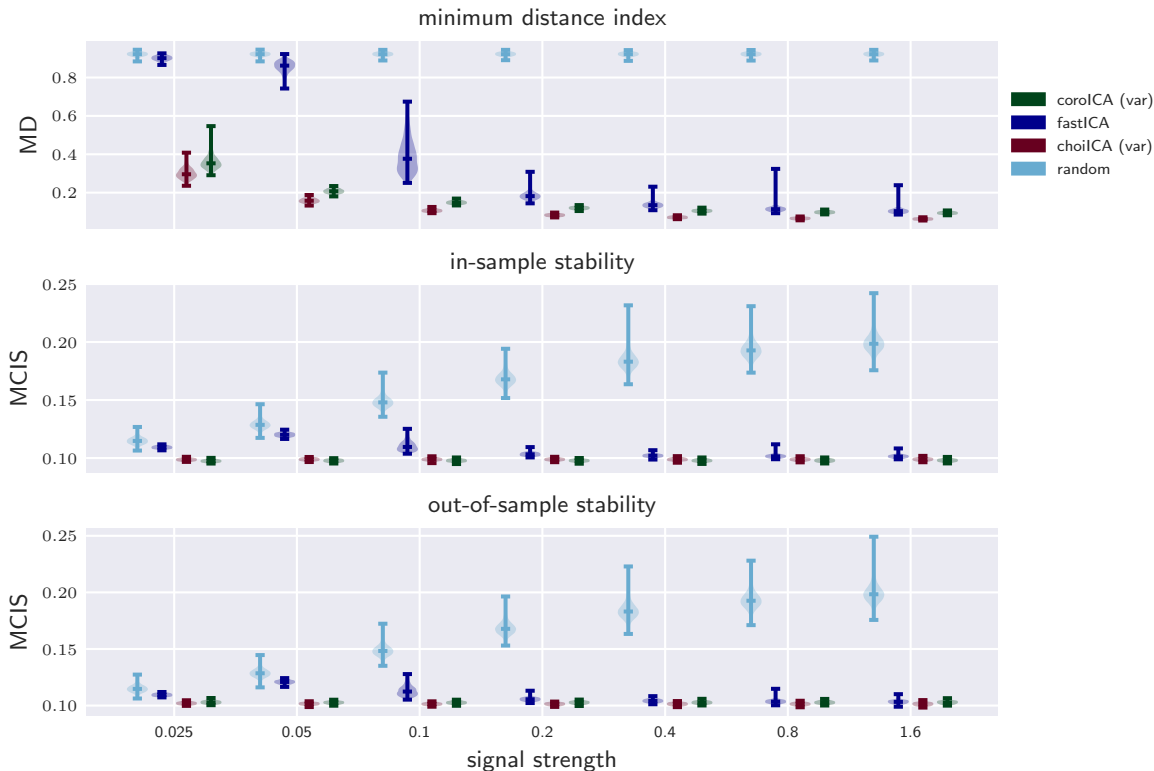 minimum distance index
MD
0.8
0.6
0.4
0.2
coroICA (var)
fastICA
choiICA (var)
random
in-sample stability
MCIS
0.25
0.20
0.15
0.10
out-of-sample stability
MCIS
0.25
0.20
0.15
0.10
0.025 0.05 0.1 0.2 0.4 0.8 1.6
signal strength